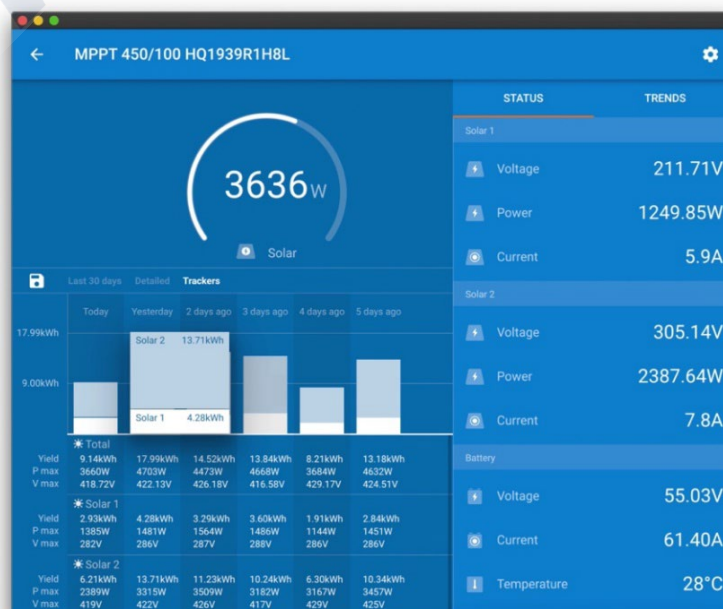 MPPT 450/100 HQ1939R1H8L
3636W
Solar
Last 30 days Detailed Trackers
Today Yesterday 2 days ago 3 days ago 4 days ago 5 days ago
17.99kWh
Solar 2 13.71kWh
9.00kWh
Solar 1 4.28kWh
Total
Yield 9.14kWh 17.99kWh 14.52kWh 13.84kWh 8.21kWh 13.18kWh
P max 3660W 4703W 4473W 4668W 3684W 4632W
V max 418.72V 422.13V 426.18V 416.58V 429.17V 424.51V
Solar 1
Yield 2.93kWh 4.28kWh 3.29kWh 3.60kWh 1.91kWh 2.84kWh
P max 1385W 1481W 1564W 1486W 1144W 1451W
V max 282V 286V 287V 288V 286V 286V
Solar 2
Yield 6.21kWh 13.71kWh 11.23kWh 10.24kWh 6.30kWh 10.34kWh
P max 2389W 3315W 3509W 3182W 3167W 3457W
V max 419V 422V 426V 417V 429V 425V
STATUS TRENDS
Solar 1
Voltage 211.71V
Power 1249.85W
Current 5.9A
Solar 2
Voltage 305.14V
Power 2387.64W
Current 7.8A
Battery
Voltage 55.03V
Current 61.40A
Temperature 28°C